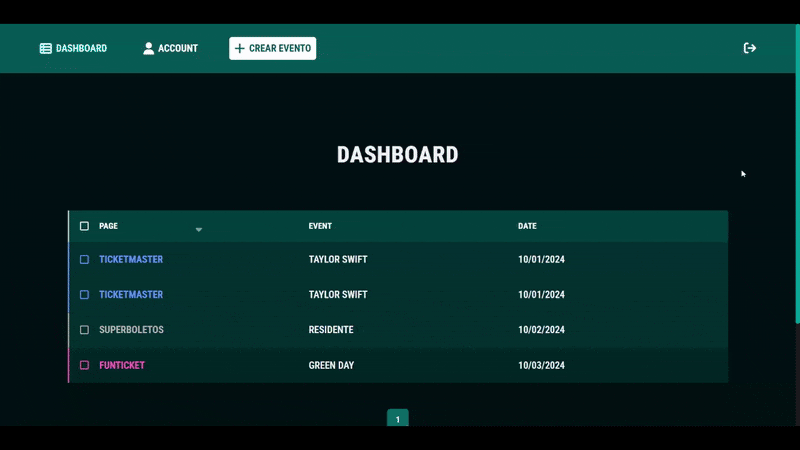 DASHBOARD ACCOUNT CREAR EVENTO
DASHBOARD
PAGE EVENT DATE
TICKETMASTER TAYLOR SWIFT 10/01/2024
TICKETMASTER TAYLOR SWIFT 10/01/2024
SUPERBOLETOS RESIDENTE 10/02/2024
FUNTICKET GREEN DAY 10/03/2024
1